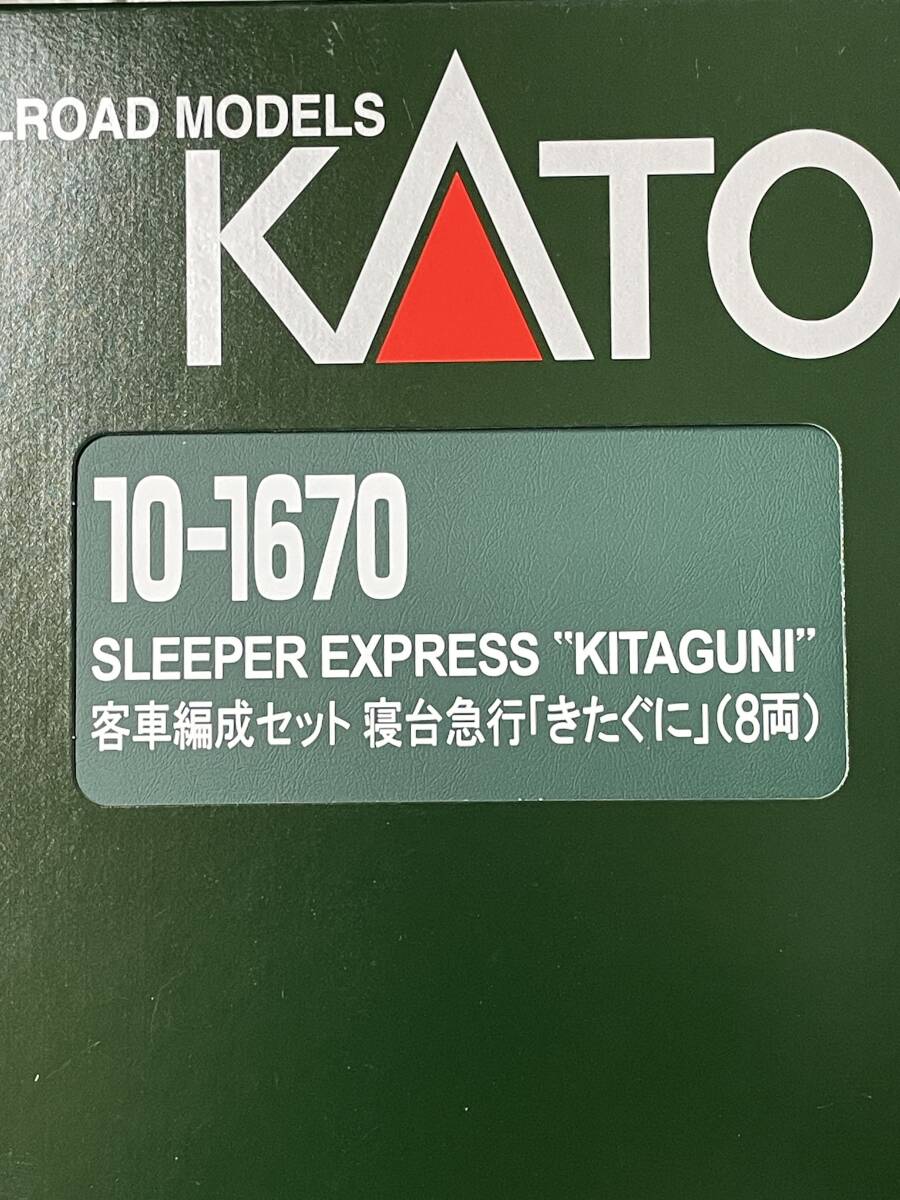 LROAD MODELS
KATO
10-1670
SLEEPER EXPRESS "KITAGUNI"
客車編成セット 寝台急行「きたぐに」(8両)